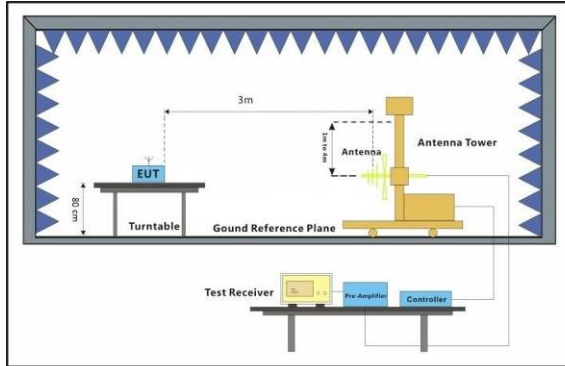 3m
1m to 4m
Antenna
Antenna Tower
EUT
80 cm
Turntable
Gound Reference Plane
Test Receiver
Pre-Amplifier
Controller